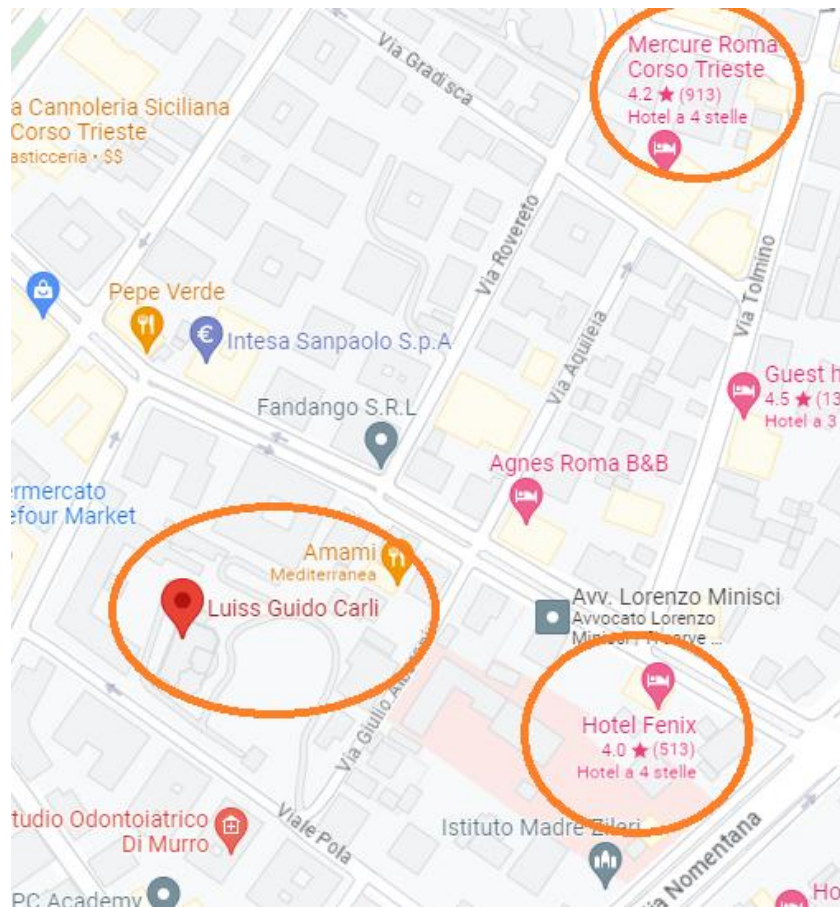 Via Gradisca
Mercure Roma
Corso Trieste
4.2 ★ (913)
Hotel a 4 stelle
a Cannoleria Siciliana
Corso Trieste
asticceria · $$
Via Rovereto
Via Tolmino
Pepe Verde
Intesa Sanpaolo S.p.A
Via Aquileia
Guest h
4.5 ★ (13
Hotel a 3
Fandango S.R.L
Agnes Roma B&B
ermercato
efour Market
Amami
Mediterranea
Luiss Guido Carli
Avv. Lorenzo Minisci
Avvocato Lorenzo
Via Giulio
Hotel Fenix
4.0 ★ (513)
Hotel a 4 stelle
tudio Odontoiatrico
Di Murro
Viale Pola
Istituto Madre Zileri
ia Nomentana
PC Academy
Ho